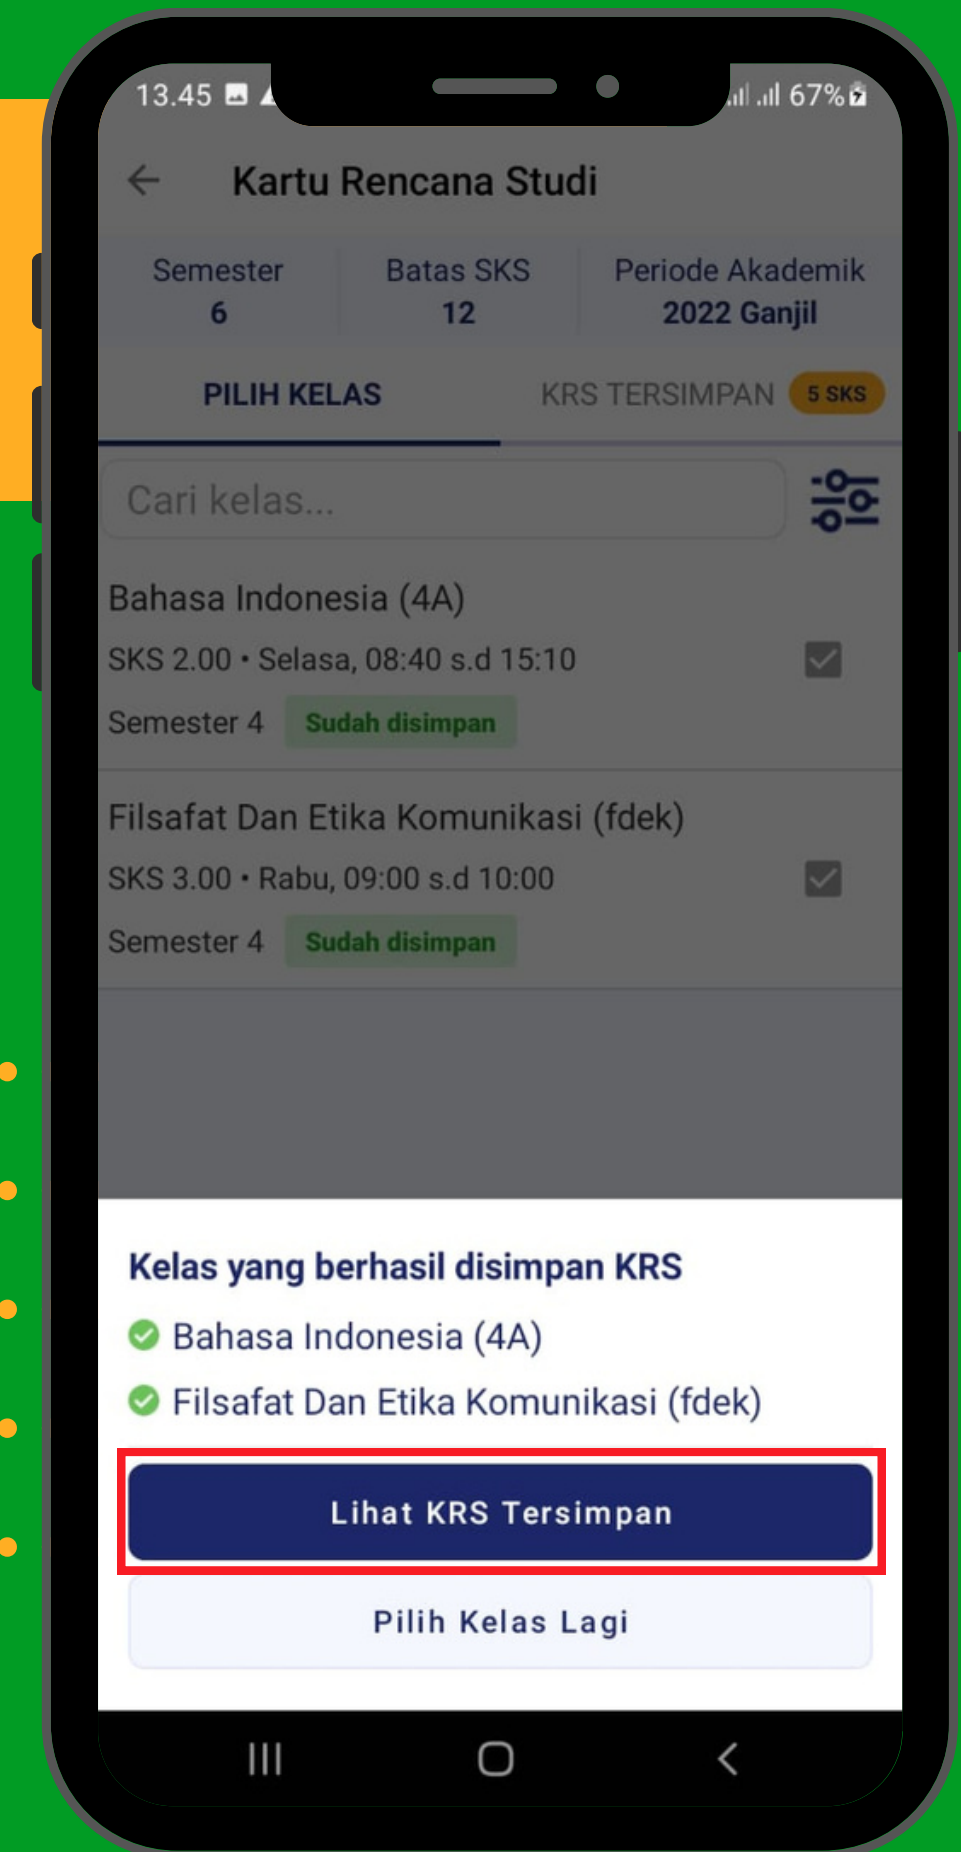 13.45 67%
Kartu Rencana Studi
Semester Batas SKS Periode Akademik
6 12 2022 Ganjil
PILIH KELAS KRS TERSIMPAN 5 SKS
Cari kelas...
Bahasa Indonesia (4A)
SKS 2.00 • Selasa, 08:40 s.d 15:10
Semester 4 Sudah disimpan
Filsafat Dan Etika Komunikasi (fdek)
SKS 3.00 • Rabu, 09:00 s.d 10:00
Semester 4 Sudah disimpan
Kelas yang berhasil disimpan KRS
Bahasa Indonesia (4A)
Filsafat Dan Etika Komunikasi (fdek)
Lihat KRS Tersimpan
Pilih Kelas Lagi